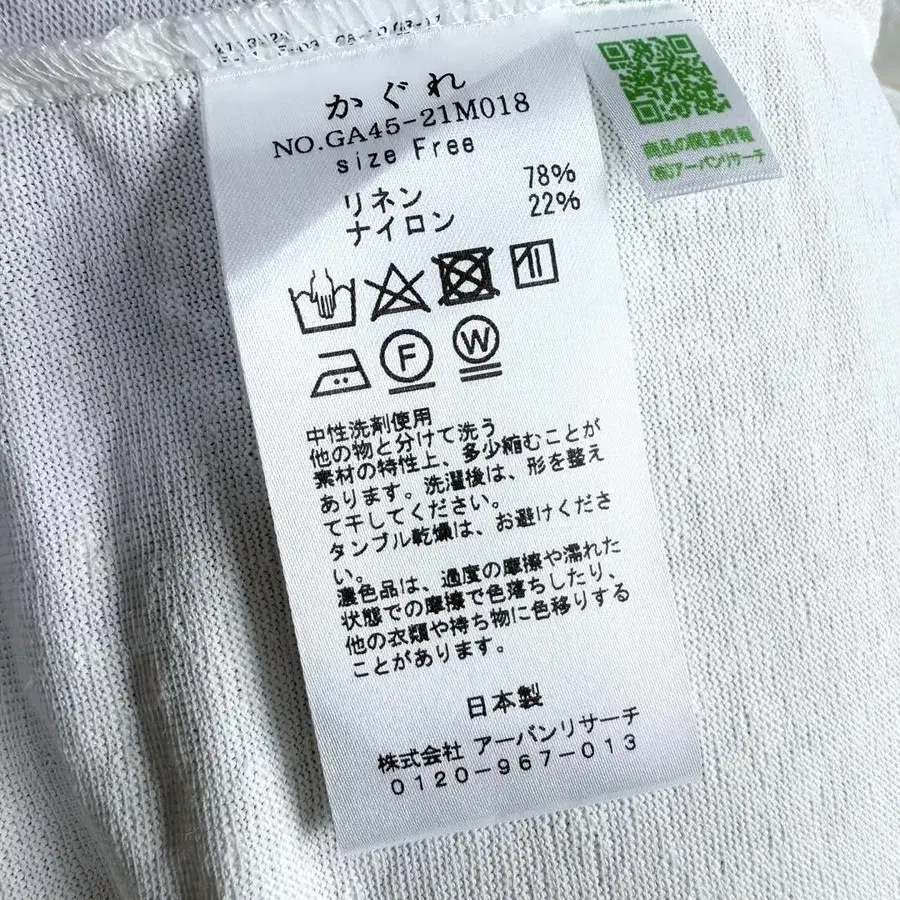 かぐれ
NO.GA45-21M018
size Free
リネン 78%
ナイロン 22%
F
W
中性洗剤使用
他の物と分けて洗う
素材の特性上、多少縮むことが
あります。洗濯後は、形を整え
て干してください。
タンブル乾燥は、お避けくださ
い。
濃色品は、過度の摩擦や濡れた
状態での摩擦で色落ちしたり、
他の衣類や持ち物に色移りする
ことがあります。
日本製
株式会社 アーバンリサーチ
0120-967-013
商品の関連情報
(株)アーバンリサーチ